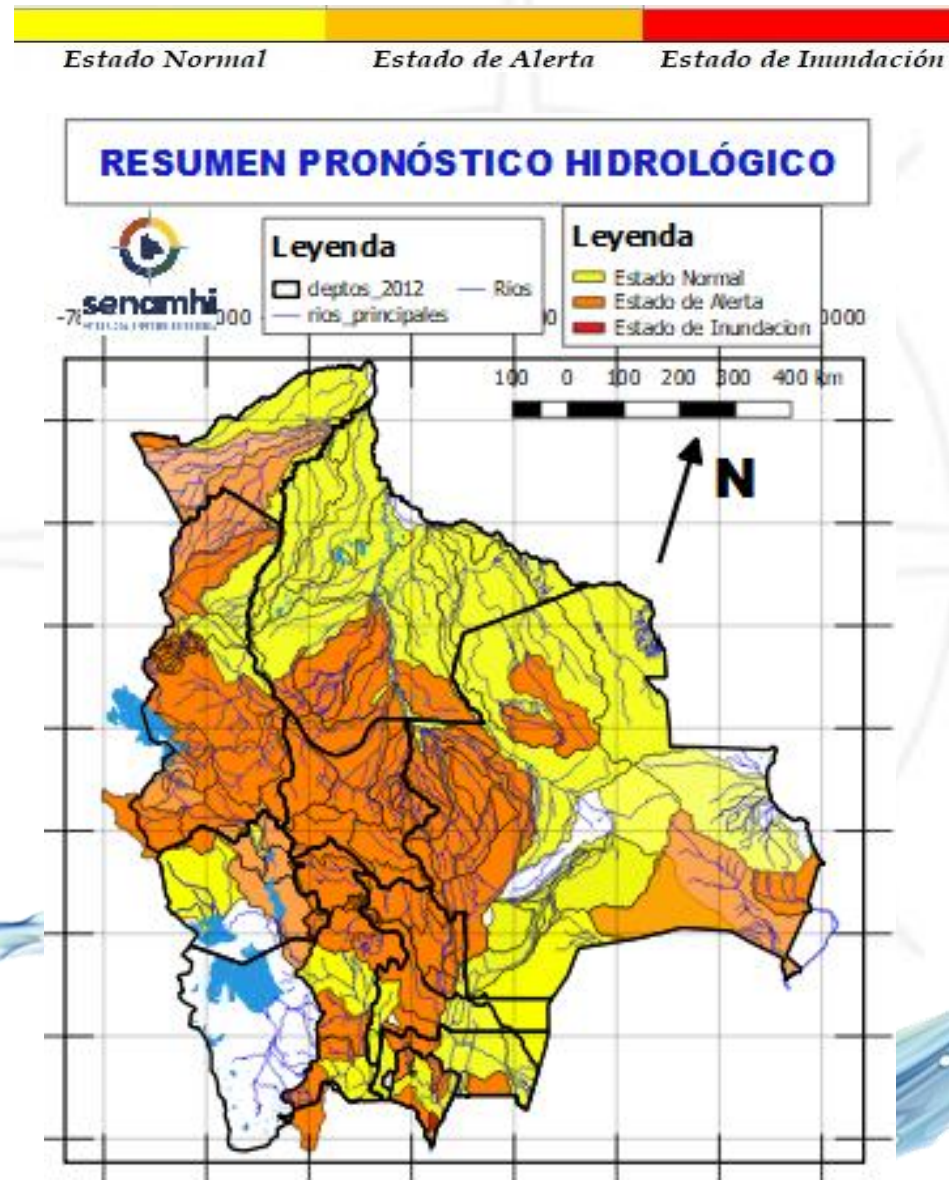 Estado Normal Estado de Alerta Estado de Inundación
RESUMEN PRONÓSTICO HIDROLÓGICO
senamhi
Leyenda
deptos_2012 Rios
rios_principales
Leyenda
Estado Normal
Estado de Alerta
Estado de Inundacion
100 0 100 200 300 400 km
N